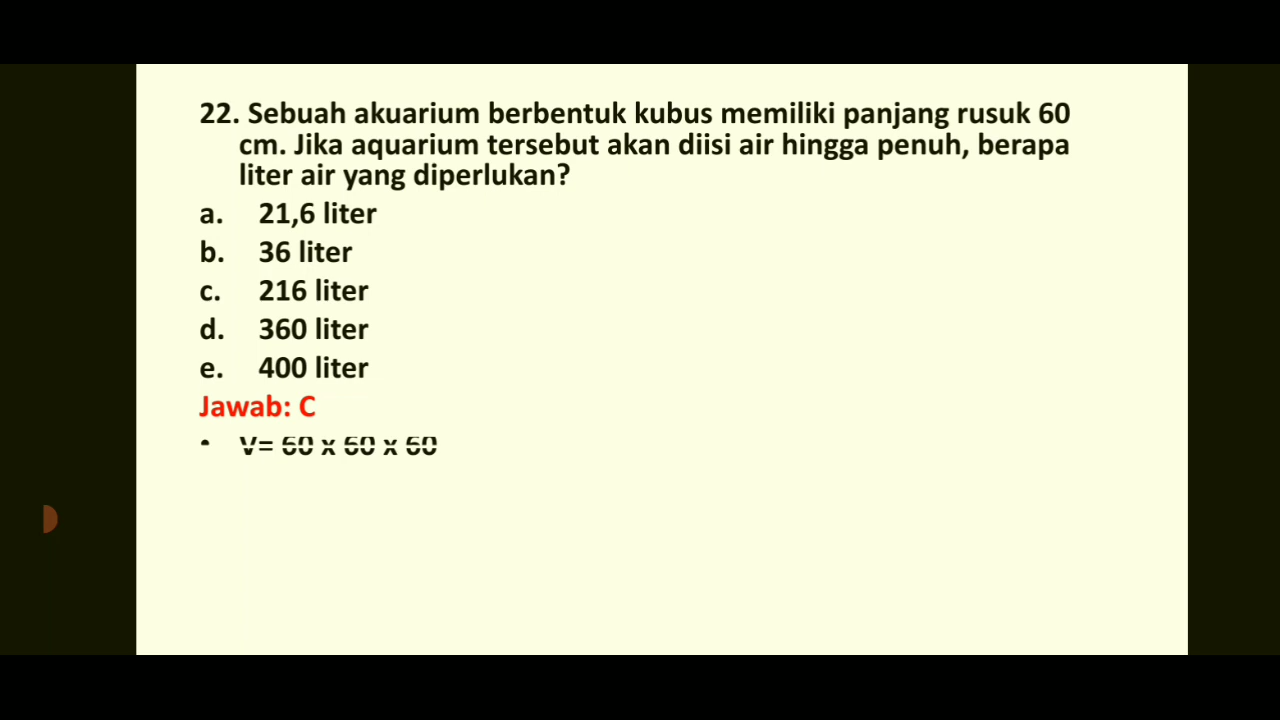 22. Sebuah akuarium berbentuk kubus memiliki panjang rusuk 60
cm. Jika aquarium tersebut akan diisi air hingga penuh, berapa
liter air yang diperlukan?
a. 21,6 liter
b. 36 liter
c. 216 liter
d. 360 liter
e. 400 liter
Jawab: C
• V= 60 x 60 x 60